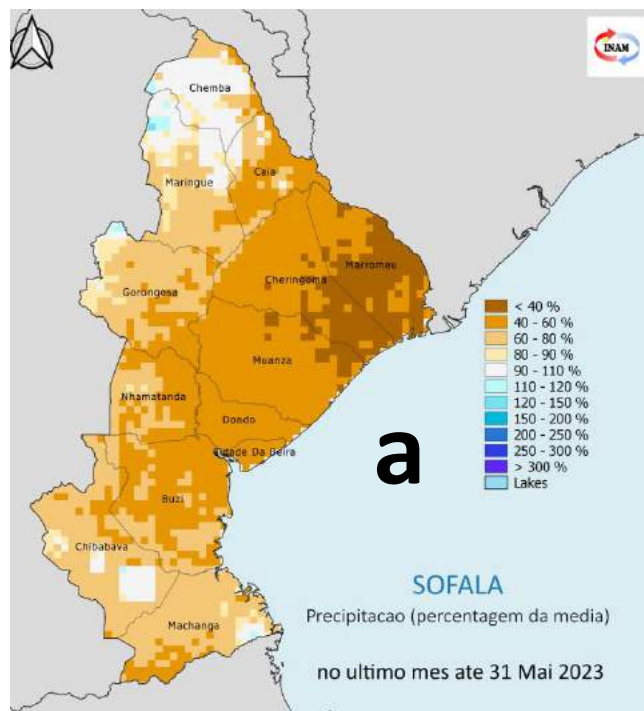 INAM
Chemba
Maringue
Caia
Marromeu
Cheringoma
Gorongosa
Muanza
Nhamatanda
Dondo
Cidade Da Beira
Buzi
Chibabava
Machanga
< 40 %
40 - 60 %
60 - 80 %
80 - 90 %
90 - 110 %
110 - 120 %
120 - 150 %
150 - 200 %
200 - 250 %
250 - 300 %
> 300 %
Lakes
a
SOFALA
Precipitacao (percentagem da media)
no ultimo mes ate 31 Mai 2023